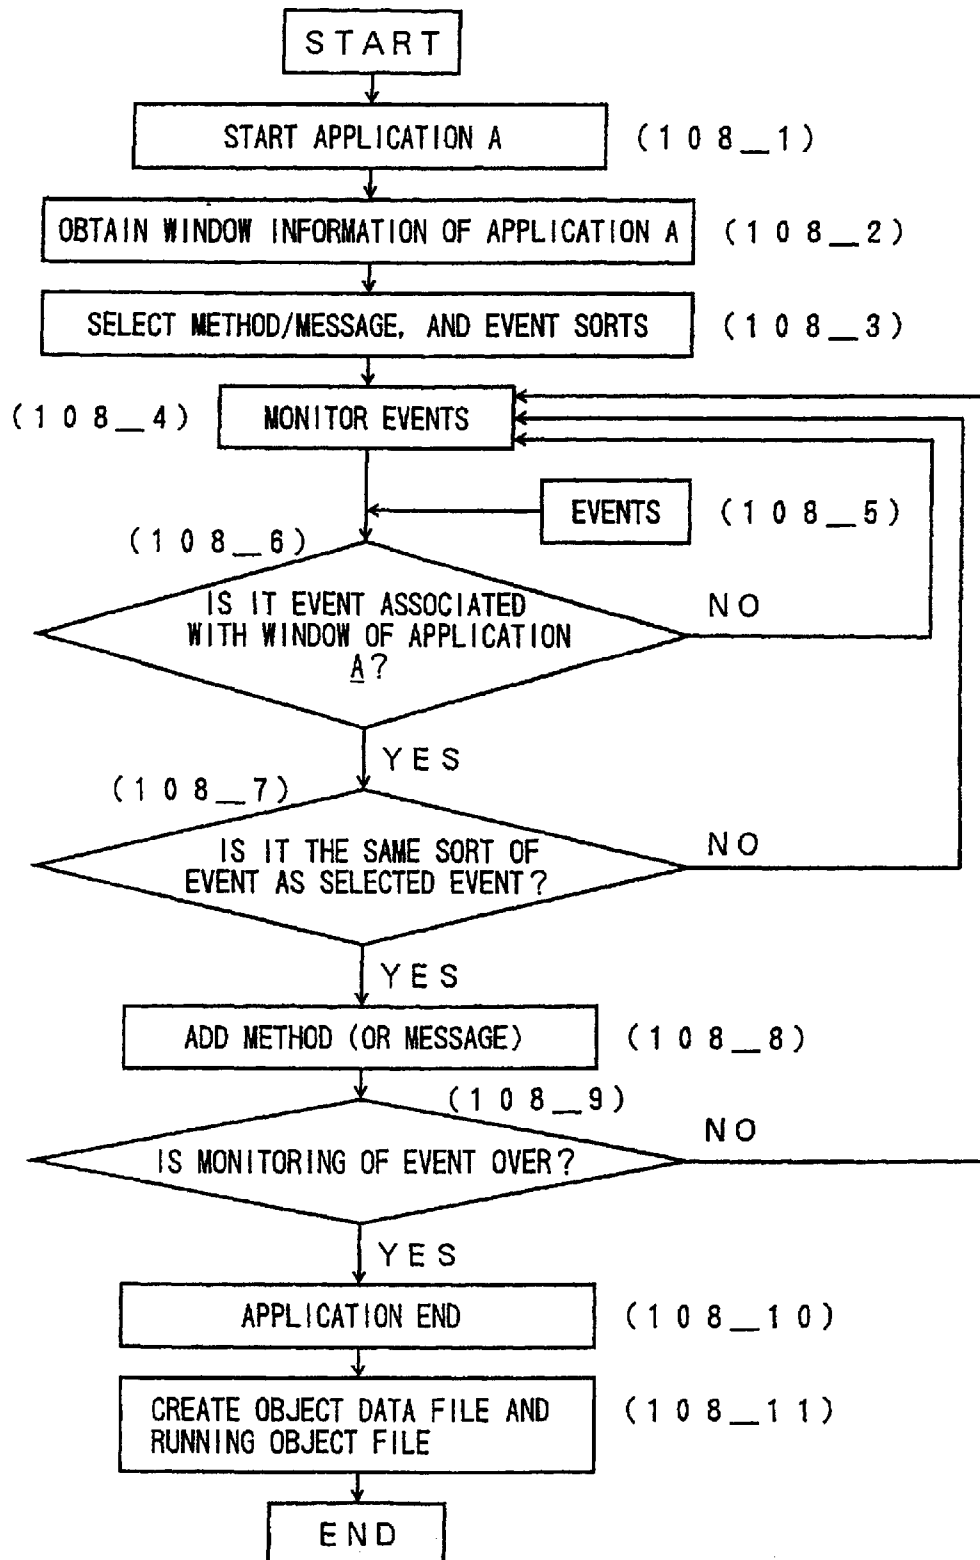 START
START APPLICATION A
(108_1)
OBTAIN WINDOW INFORMATION OF APPLICATION A
(108_2)
SELECT METHOD/MESSAGE, AND EVENT SORTS
(108_3)
(108_4)
MONITOR EVENTS
EVENTS
(108_5)
(108_6)
IS IT EVENT ASSOCIATED
WITH WINDOW OF APPLICATION
A?
NO
YES
(108_7)
IS IT THE SAME SORT OF
EVENT AS SELECTED EVENT?
NO
YES
ADD METHOD (OR MESSAGE)
(108_8)
(108_9)
IS MONITORING OF EVENT OVER?
NO
YES
APPLICATION END
(108_10)
CREATE OBJECT DATA FILE AND
RUNNING OBJECT FILE
(108_11)
END